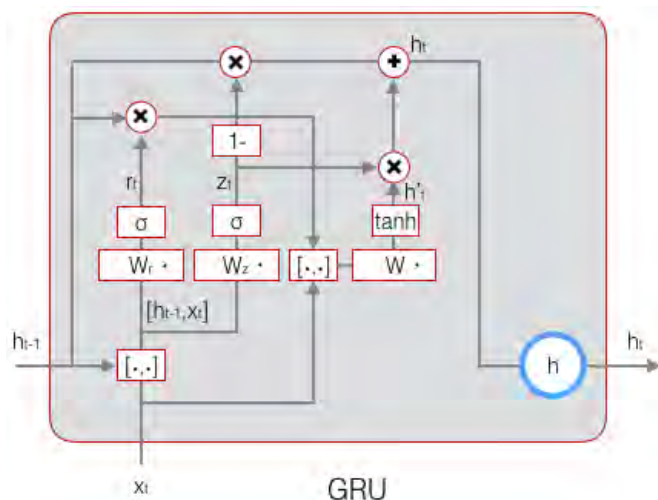 hₜ
1-
rₜ
zₜ
h'ₜ
σ
σ
tanh
Wr ·
Wz ·
[·,·]
W ·
[hₜ₋₁,xₜ]
hₜ₋₁
[·,·]
h
hₜ
xₜ
GRU